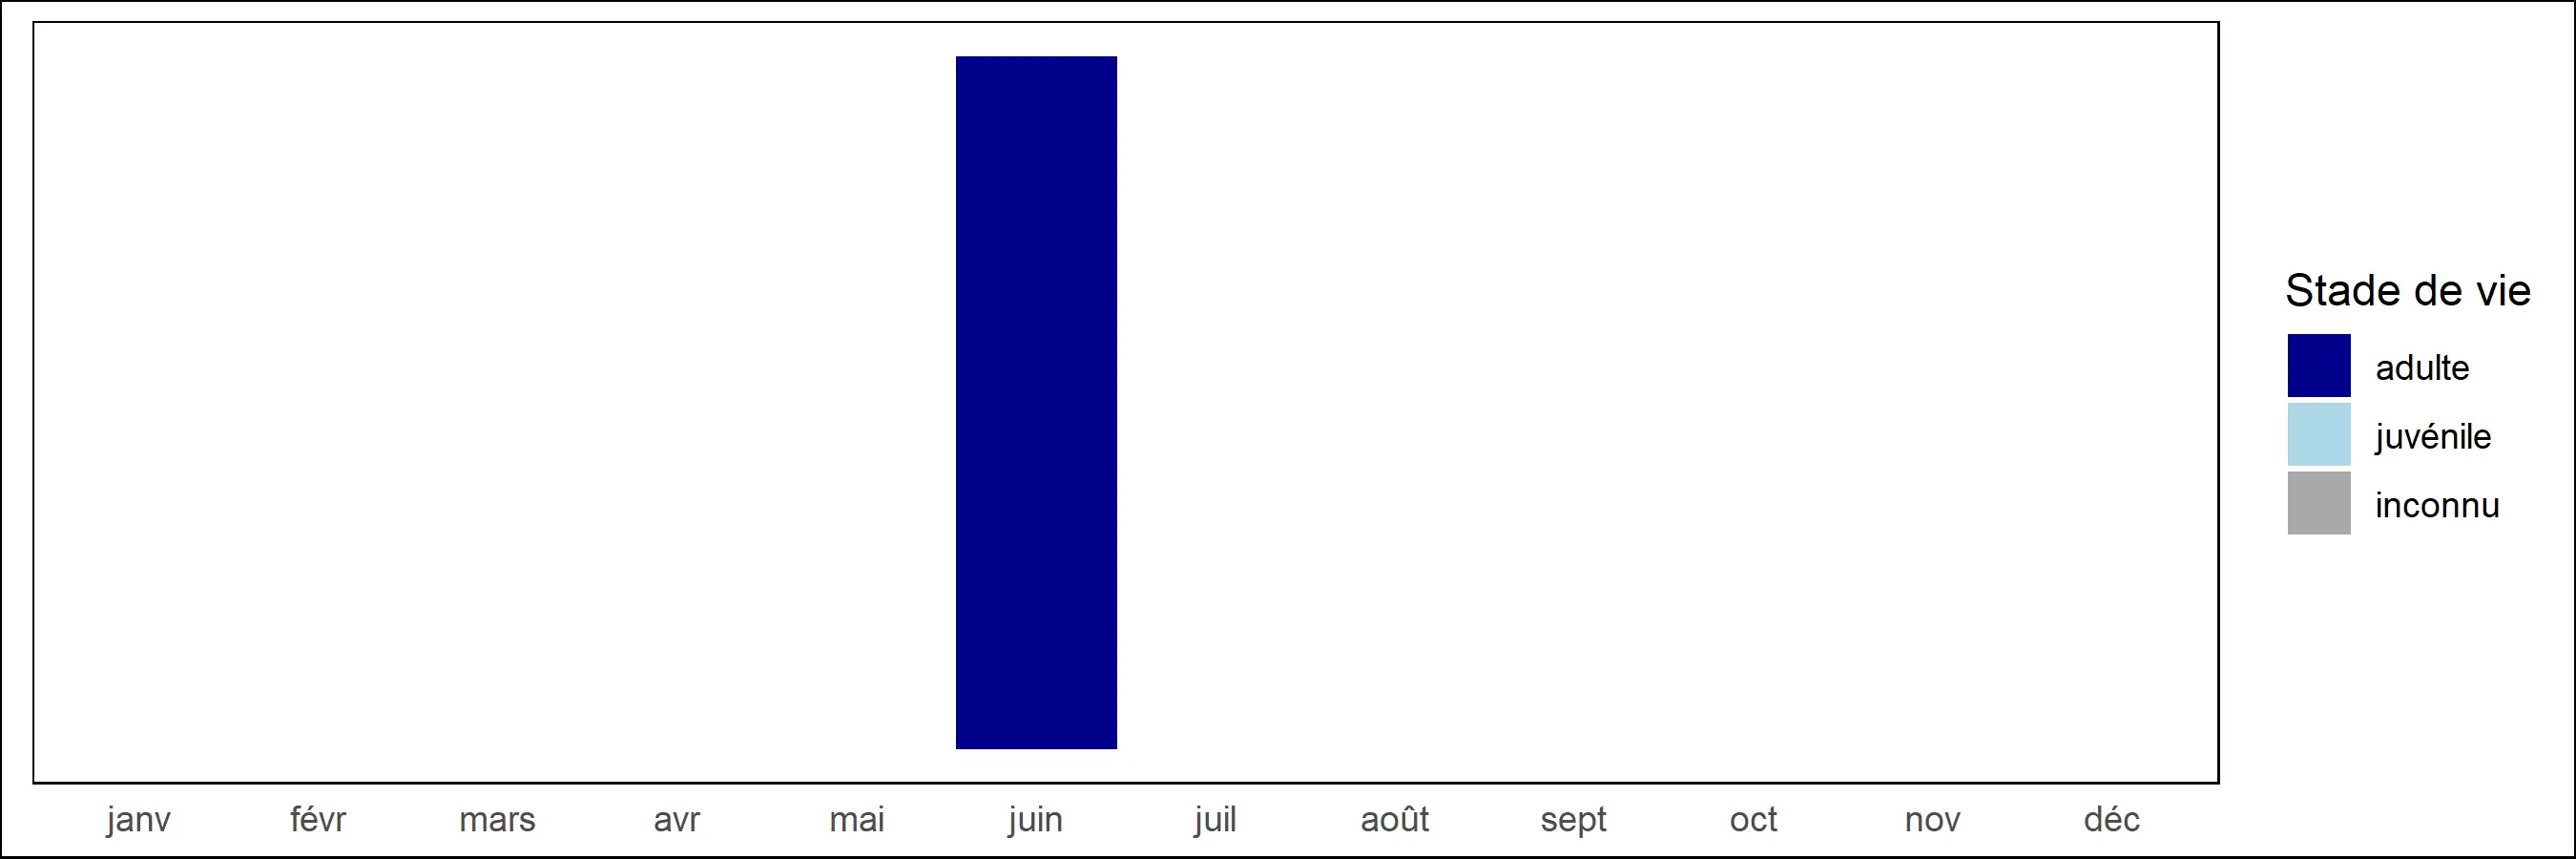 Stade de vie
adulte
juvénile
inconnu
janv févr mars avr mai juin juil août sept oct nov déc